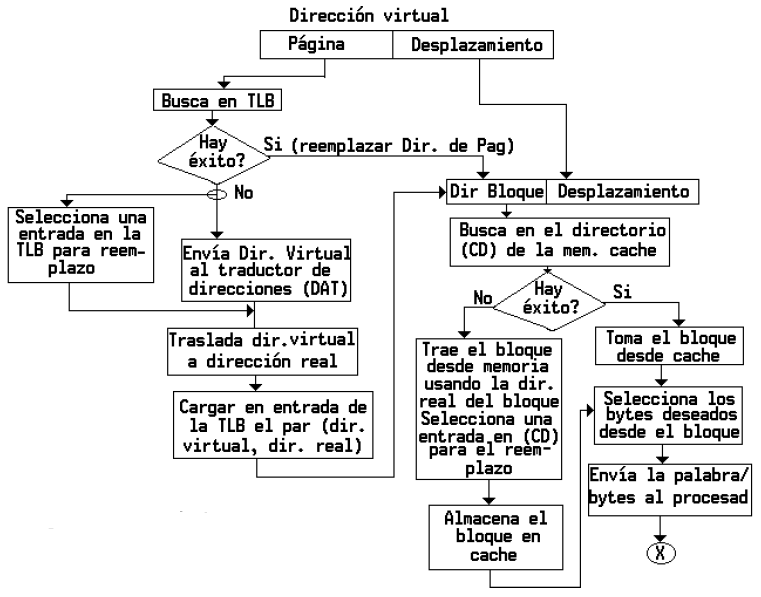 Dirección virtual
Página
Desplazamiento
Busca en TLB
Hay
éxito?
Si (reemplazar Dir. de Pag)
No
Selecciona una
entrada en la
TLB para reem-
plazo
Envía Dir. Virtual
al traductor de
direcciones (DAT)
Traslada dir.virtual
a dirección real
Cargar en entrada de
la TLB el par (dir.
virtual, dir. real)
Dir Bloque
Desplazamiento
Busca en el directorio
(CD) de la mem. cache
Hay
éxito?
No
Si
Trae el bloque
desde memoria
usando la dir.
real del bloque
Selecciona una
entrada en (CD)
para el reem-
plazo
Almacena el
bloque en
cache
Toma el bloque
desde cache
Selecciona los
bytes deseados
desde el bloque
Envía la palabra/
bytes al procesad
X